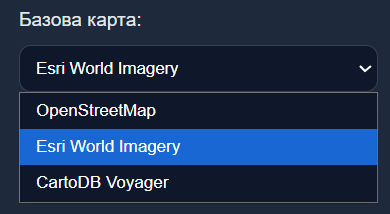 Базова карта:
Esri World Imagery
OpenStreetMap
Esri World Imagery
CartoDB Voyager